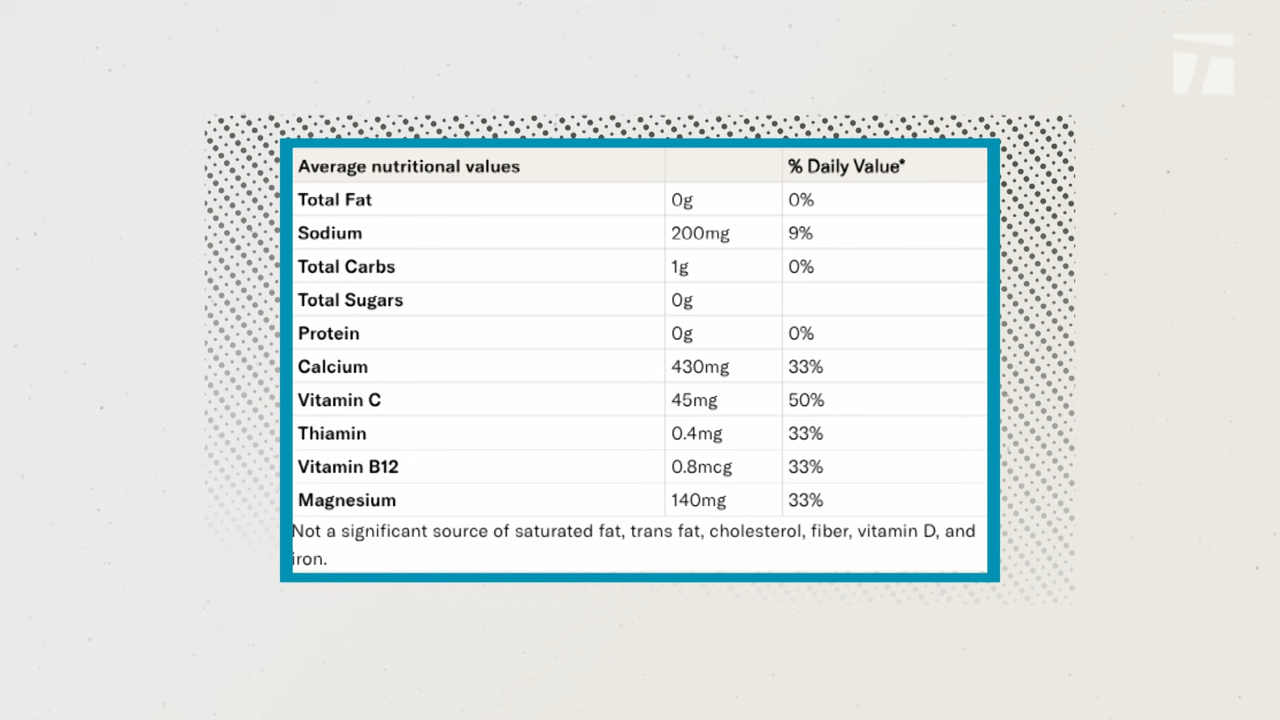 Average nutritional values % Daily Value*
Total Fat 0g 0%
Sodium 200mg 9%
Total Carbs 1g 0%
Total Sugars 0g
Protein 0g 0%
Calcium 430mg 33%
Vitamin C 45mg 50%
Thiamin 0.4mg 33%
Vitamin B12 0.8mcg 33%
Magnesium 140mg 33%
Not a significant source of saturated fat, trans fat, cholesterol, fiber, vitamin D, and
iron.